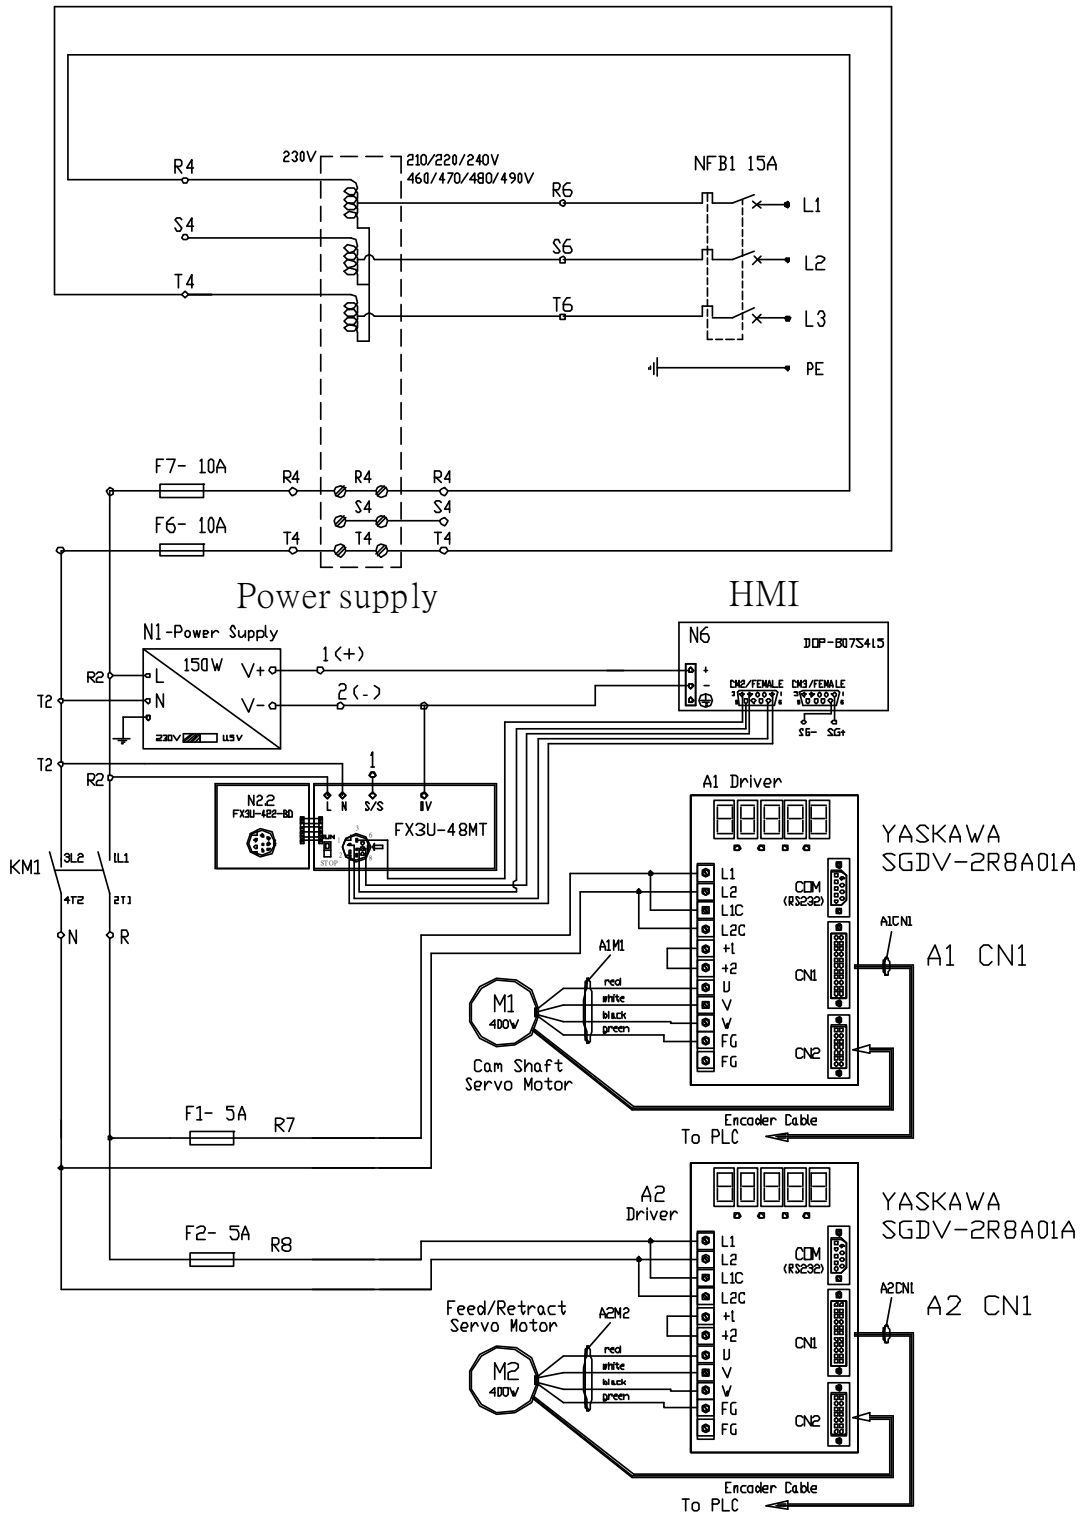 230V
210/220/240V
460/470/480/490V
NFB1 15A
R4
R6
L1
S4
S6
L2
T4
T6
L3
PE
F7- 10A
R4
R4
R4
S4
S4
F6- 10A
T4
T4
T4
Power supply
HMI
N1-Power Supply
150W
L
N
V+
V-
230V
115V
R2
T2
1(+)
2(-)
N6
DOP-B07S415
+
-
CM2/FEMALE
CM3/FEMALE
SG-
SG+
T2
R2
1
N2.2
FX3U-422-BD
L
N
S/S
0V
FX3U-48MT
RUN
STOP
KM1
3L2
1L1
4T2
2T1
N
R
A1 Driver
YASKAWA
SGDV-2R8A01A
L1
L2
L1C
L2C
+1
+2
U
V
W
FG
FG
COM
(RS232)
CN1
CN2
A1CN1
A1 CN1
A1M1
red
white
black
green
M1
400W
Cam Shaft
Servo Motor
Encoder Cable
To PLC
F1- 5A
R7
F2- 5A
R8
A2
Driver
YASKAWA
SGDV-2R8A01A
L1
L2
L1C
L2C
+1
+2
U
V
W
FG
FG
COM
(RS232)
CN1
CN2
A2CN1
A2 CN1
Feed/Retract
Servo Motor
A2M2
red
white
black
green
M2
400W
Encoder Cable
To PLC